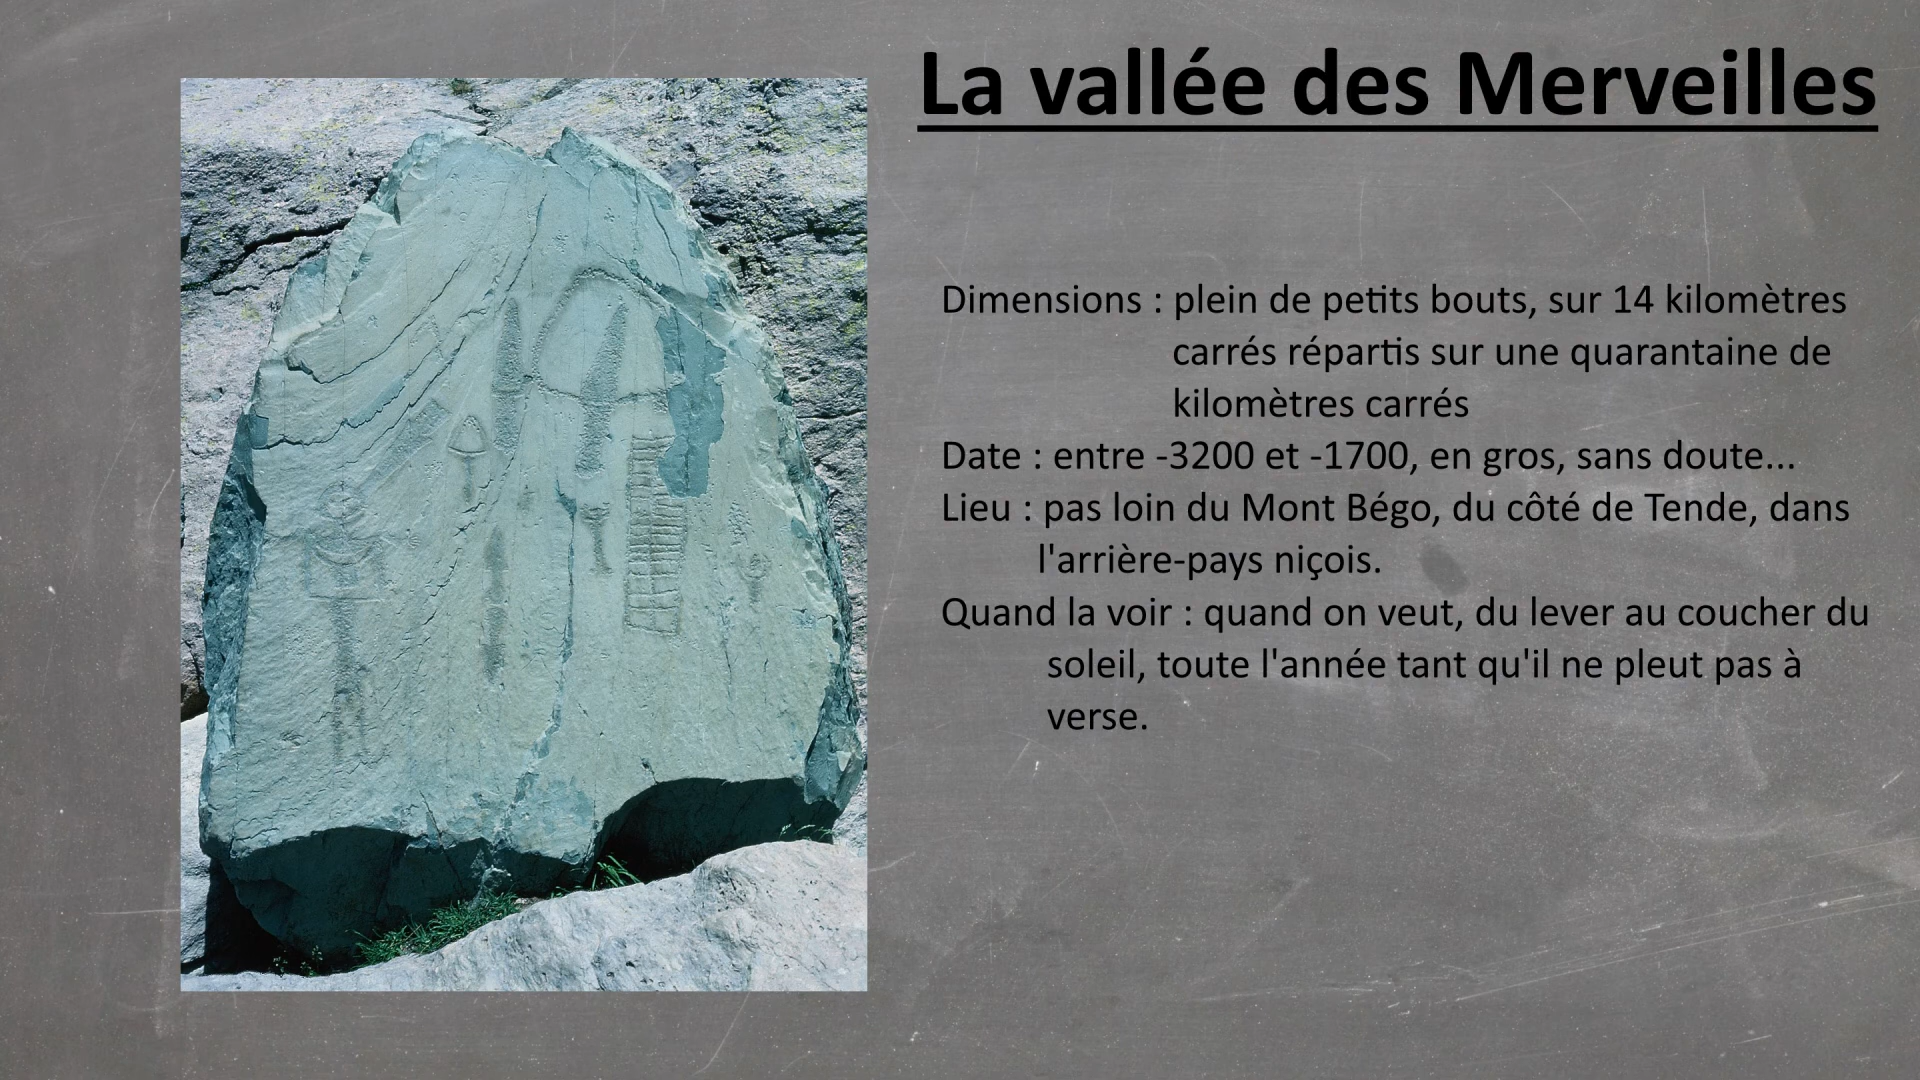 La vallée des Merveilles
Dimensions : plein de petits bouts, sur 14 kilomètres
carrés répartis sur une quarantaine de
kilomètres carrés
Date : entre -3200 et -1700, en gros, sans doute...
Lieu : pas loin du Mont Bégo, du côté de Tende, dans
l'arrière-pays niçois.
Quand la voir : quand on veut, du lever au coucher du
soleil, toute l'année tant qu'il ne pleut pas à
verse.